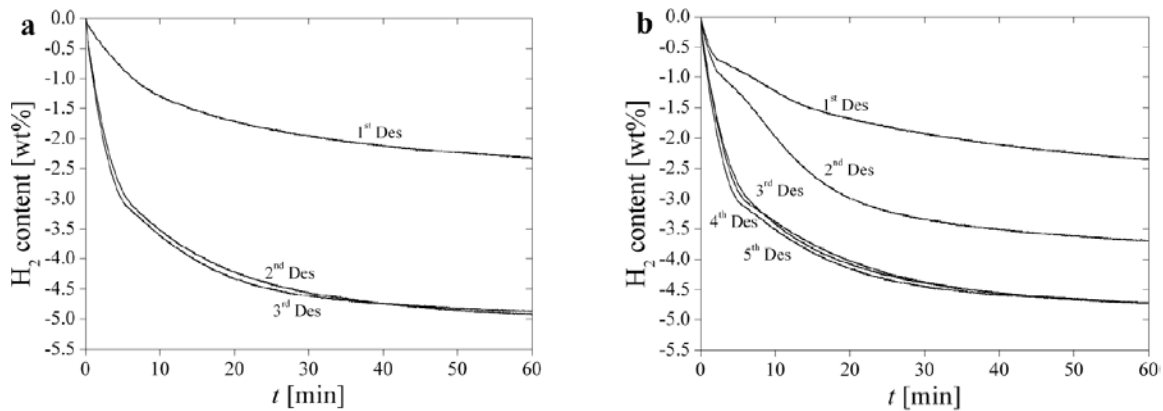 a
0.0
-0.5
-1.0
-1.5
-2.0
-2.5
-3.0
-3.5
-4.0
-4.5
-5.0
-5.5
H₂ content [wt%]
1st Des
2nd Des
3rd Des
0 10 20 30 40 50 60
t [min]
b
0.0
-0.5
-1.0
-1.5
-2.0
-2.5
-3.0
-3.5
-4.0
-4.5
-5.0
-5.5
H₂ content [wt%]
1st Des
2nd Des
3rd Des
4th Des
5th Des
0 10 20 30 40 50 60
t [min]